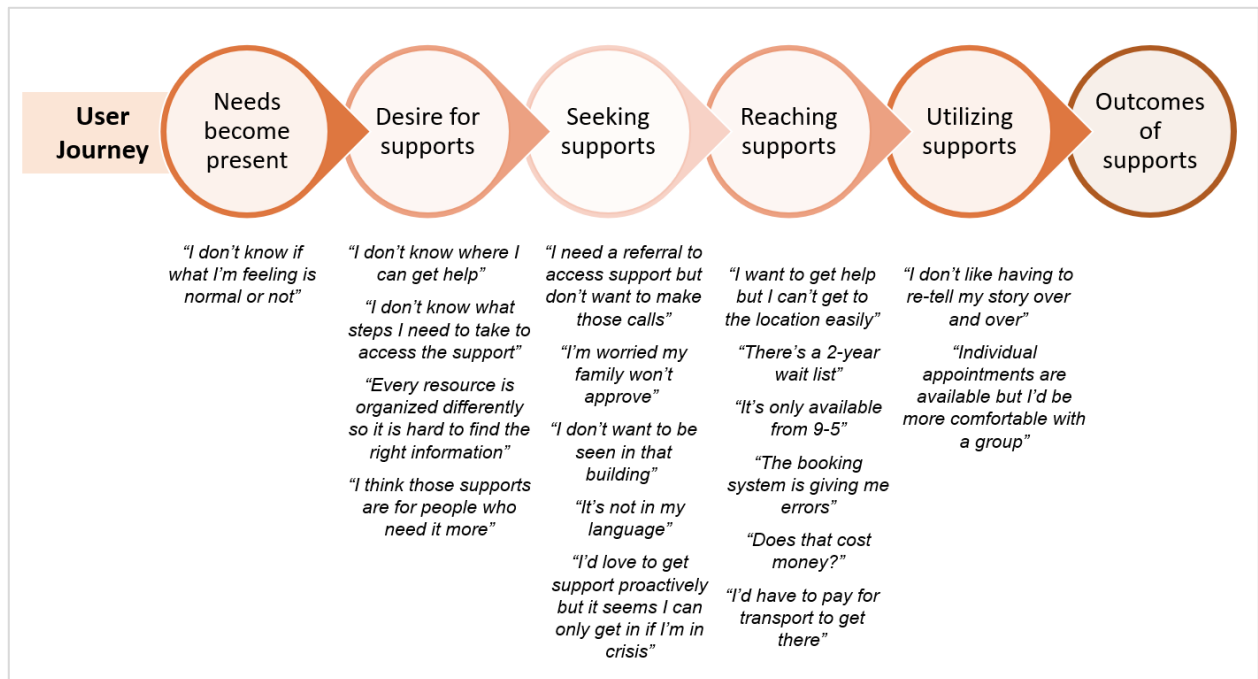 User
Journey
Needs
become
present
Desire for
supports
Seeking
supports
Reaching
supports
Utilizing
supports
Outcomes
of
supports
“I don’t know if
what I’m feeling is
normal or not”
“I don’t know where I
can get help”
“I don’t know what
steps I need to take to
access the support”
“Every resource is
organized differently
so it is hard to find the
right information”
“I think those supports
are for people who
need it more”
“I need a referral to
access support but
don’t want to make
those calls”
“I’m worried my
family won’t
approve”
“I don’t want to be
seen in that
building”
“It’s not in my
language”
“I’d love to get
support proactively
but it seems I can
only get in if I’m in
crisis”
“I want to get help
but I can’t get to
the location easily”
“There’s a 2-year
wait list”
“It’s only available
from 9-5”
“The booking
system is giving me
errors”
“Does that cost
money?”
“I’d have to pay for
transport to get
there”
“I don’t like having to
re-tell my story over
and over”
“Individual
appointments are
available but I’d be
more comfortable with
a group”